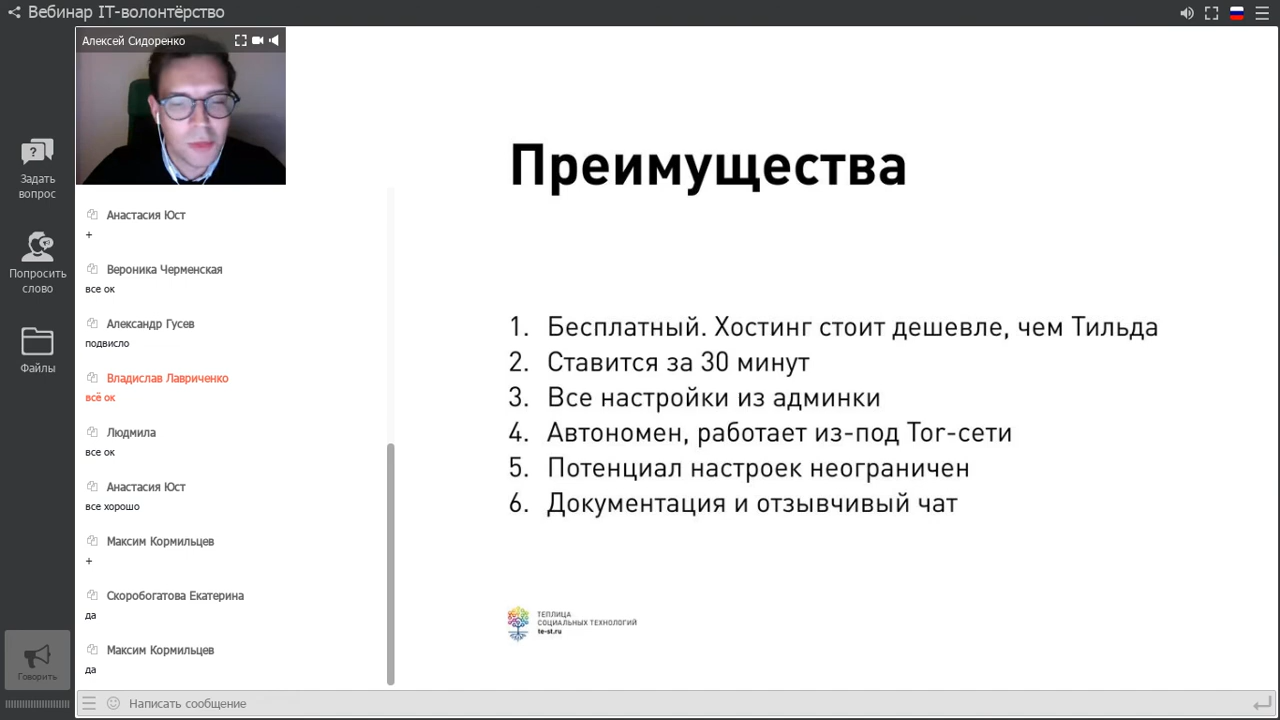 Вебинар IT-волонтёрство
Алексей Сидоренко
Задать
вопрос
Попросить
слово
Файлы
Говорить
Анастасия Юст
+
Вероника Черменская
все ок
Александр Гусев
подвисло
Владислав Лавриченко
всё ок
Людмила
все ок
Анастасия Юст
все хорошо
Максим Кормильцев
+
Скоробогатова Екатерина
да
Максим Кормильцев
да
Написать сообщение
Преимущества
1. Бесплатный. Хостинг стоит дешевле, чем Тильда
2. Ставится за 30 минут
3. Все настройки из админки
4. Автономен, работает из-под Tor-сети
5. Потенциал настроек неограничен
6. Документация и отзывчивый чат
ТЕПЛИЦА
СОЦИАЛЬНЫХ ТЕХНОЛОГИЙ
te-st.ru